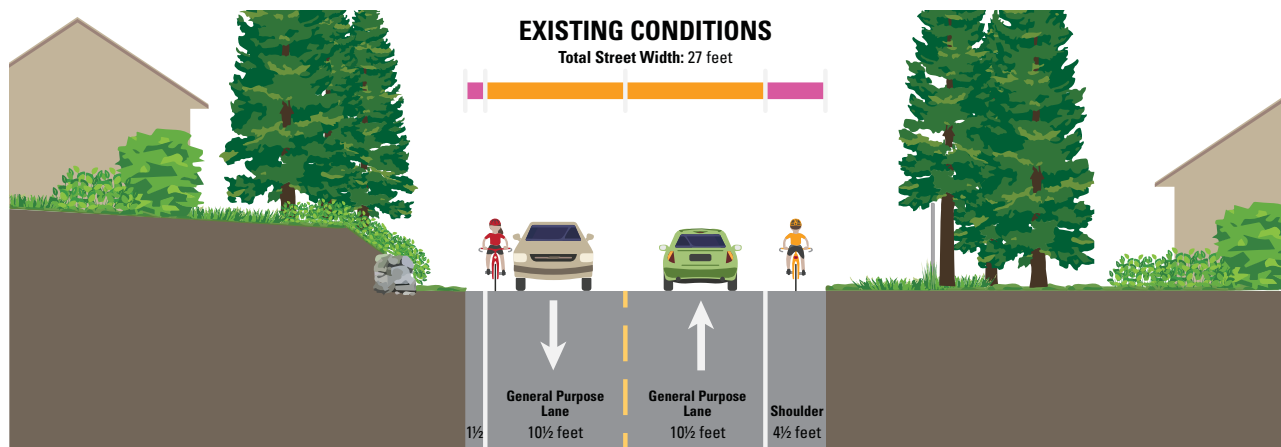 EXISTING CONDITIONS
Total Street Width: 27 feet
General Purpose
Lane
10½ feet
General Purpose
Lane
10½ feet
Shoulder
4½ feet
1½